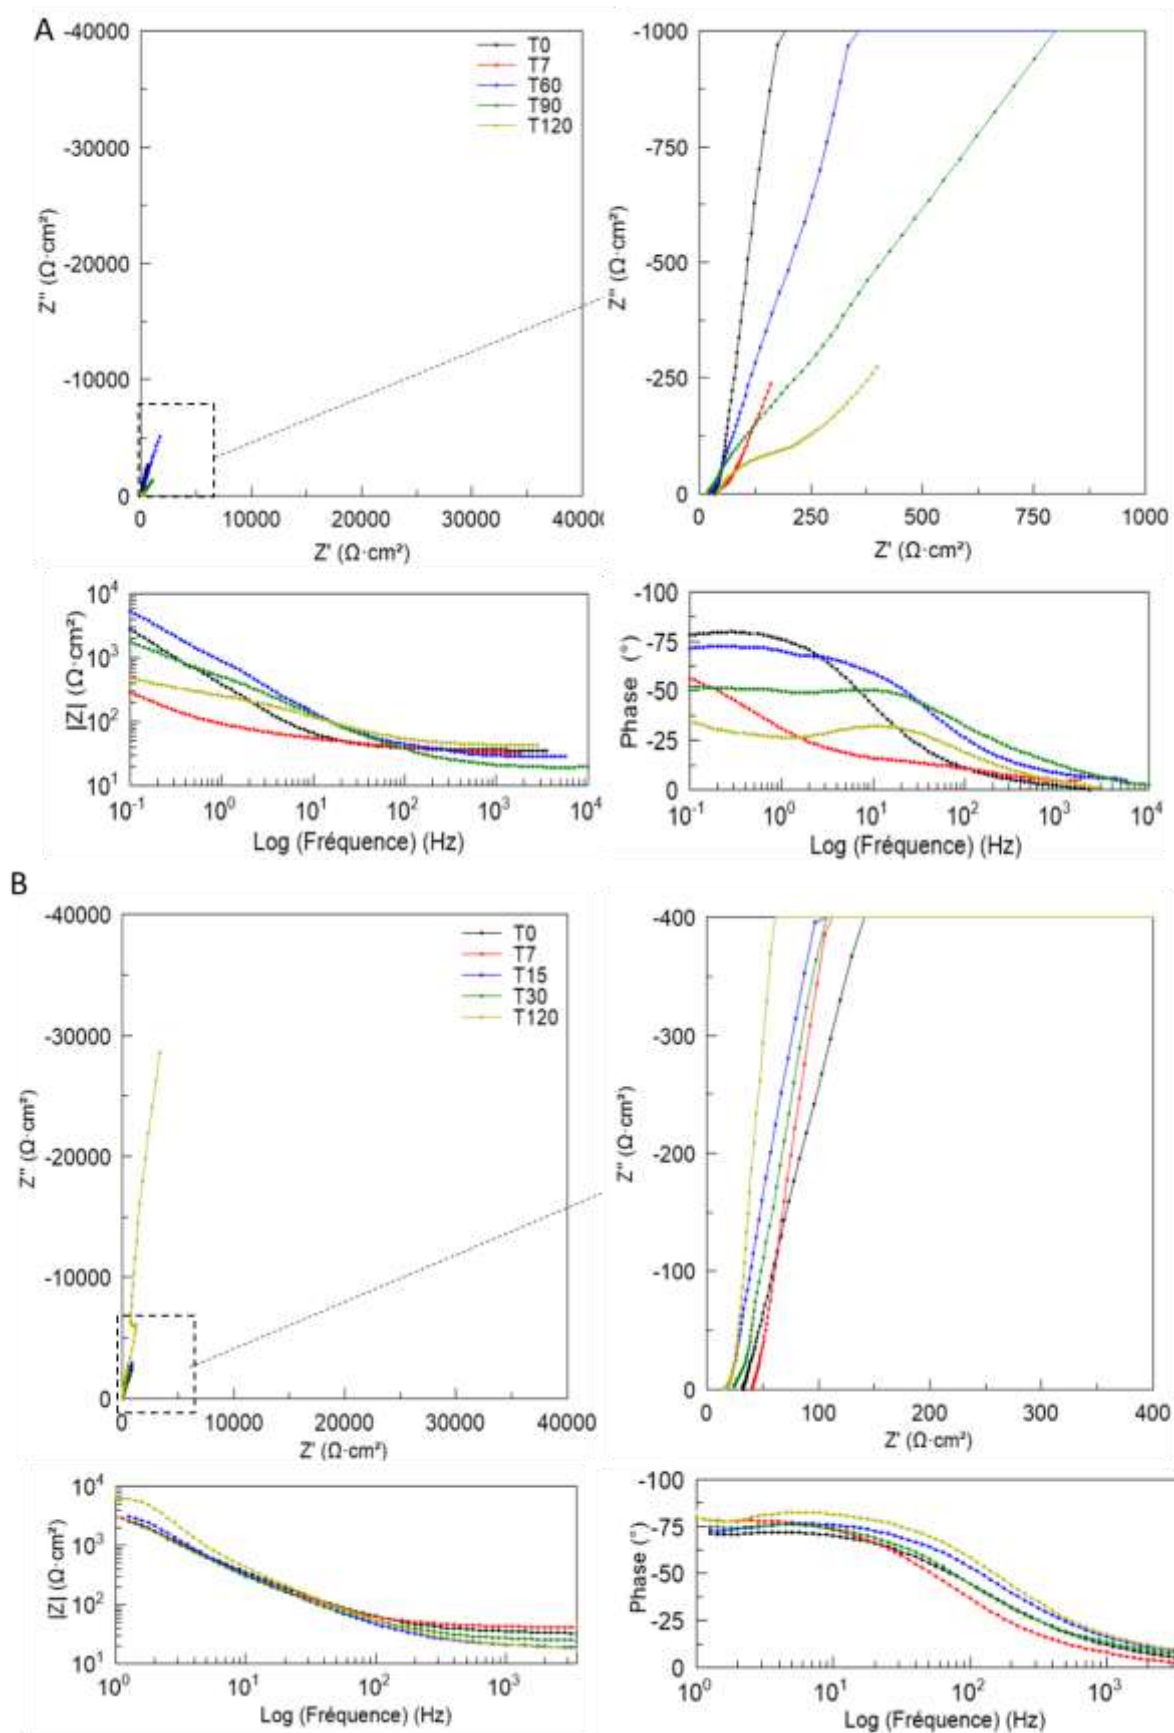 A
-40000
-30000
-20000
-10000
0
Z'' (Ω·cm²)
T0
T7
T60
T90
T120
0 10000 20000 30000 40000
Z' (Ω·cm²)
-1000
-750
-500
-250
0
Z'' (Ω·cm²)
0 250 500 750 1000
Z' (Ω·cm²)
10⁴
10³
10²
10¹
|Z| (Ω·cm²)
10⁻¹ 10⁰ 10¹ 10² 10³ 10⁴
Log (Fréquence) (Hz)
-100
-75
-50
-25
0
Phase (°)
10⁻¹ 10⁰ 10¹ 10² 10³ 10⁴
Log (Fréquence) (Hz)
B
-40000
-30000
-20000
-10000
0
Z'' (Ω·cm²)
T0
T7
T15
T30
T120
0 10000 20000 30000 40000
Z' (Ω·cm²)
-400
-300
-200
-100
0
Z'' (Ω·cm²)
0 100 200 300 400
Z' (Ω·cm²)
10⁴
10³
10²
10¹
|Z| (Ω·cm²)
10⁰ 10¹ 10² 10³
Log (Fréquence) (Hz)
-100
-75
-50
-25
0
Phase (°)
10⁰ 10¹ 10² 10³
Log (Fréquence) (Hz)